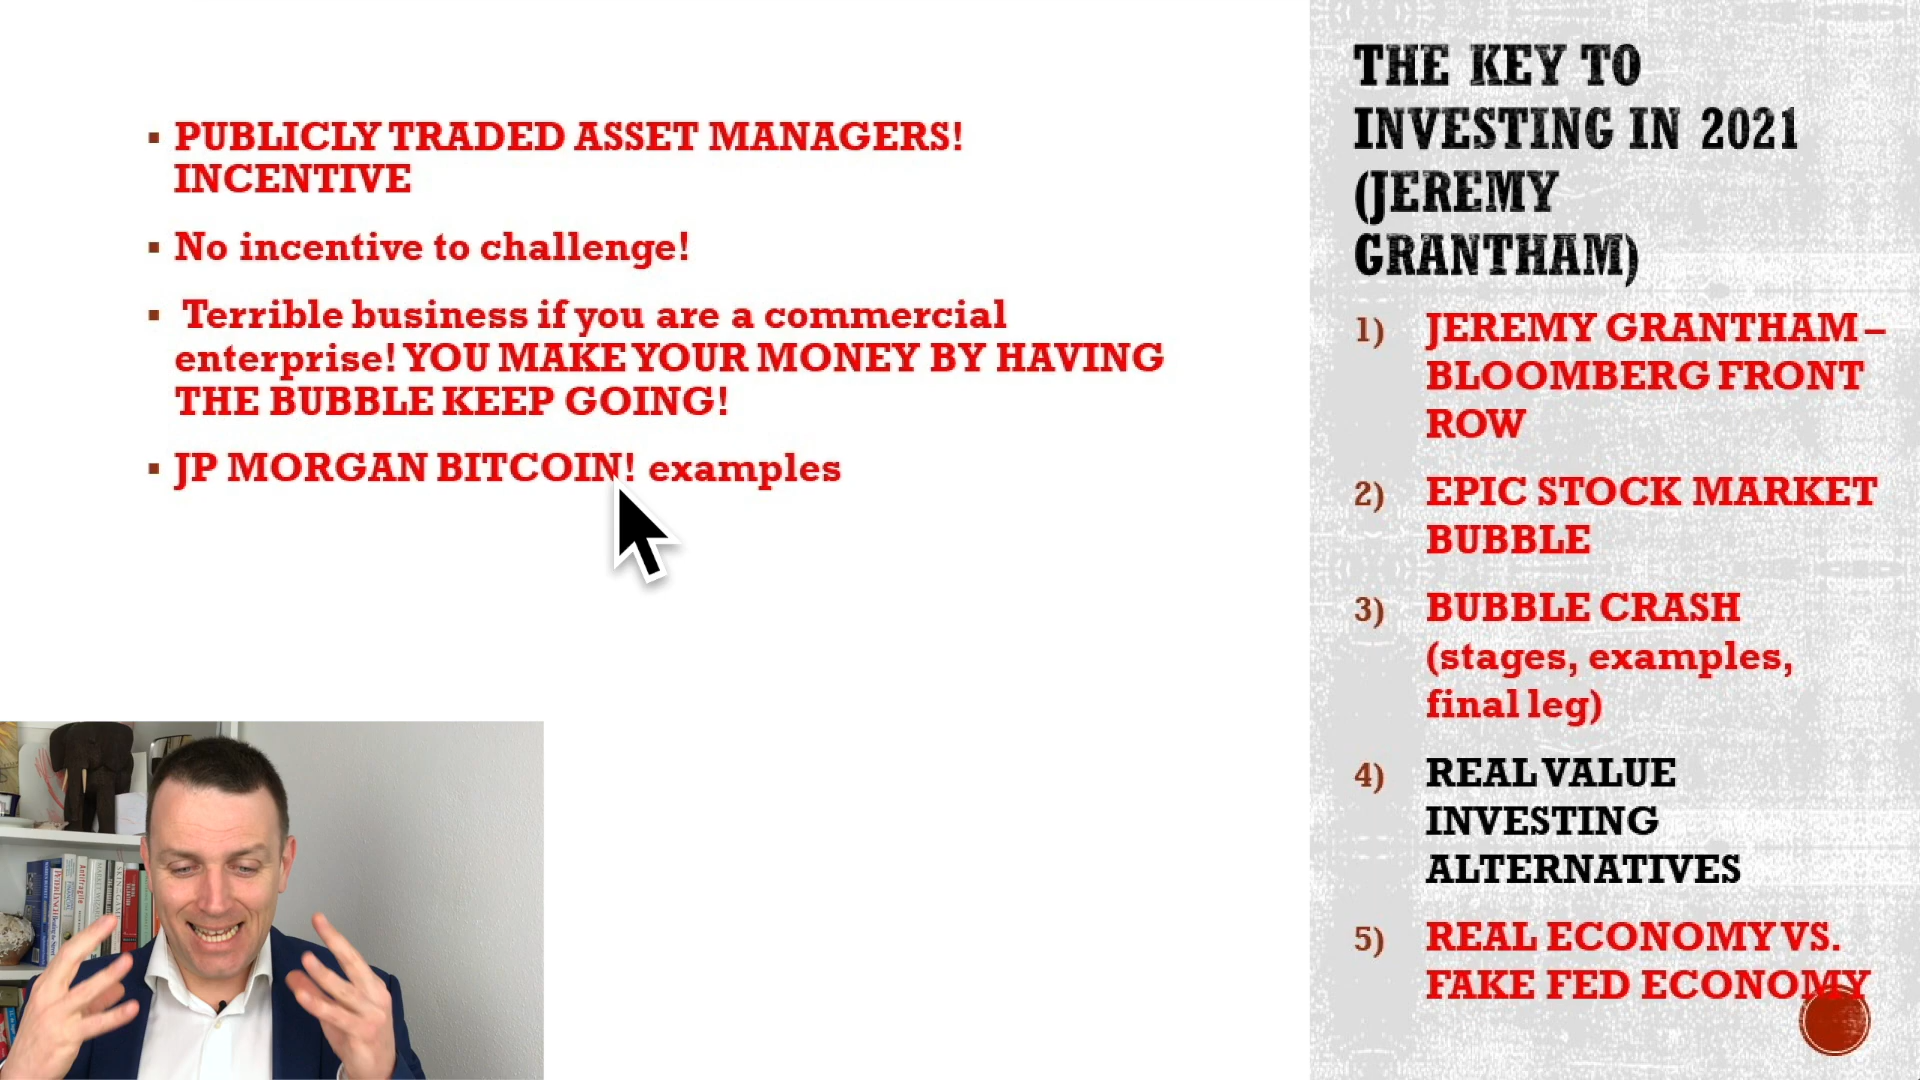 PUBLICLY TRADED ASSET MANAGERS!
INCENTIVE
No incentive to challenge!
Terrible business if you are a commercial
enterprise! YOU MAKE YOUR MONEY BY HAVING
THE BUBBLE KEEP GOING!
JP MORGAN BITCOIN! examples
THE KEY TO
INVESTING IN 2021
(JEREMY
GRANTHAM)
1) JEREMY GRANTHAM –
BLOOMBERG FRONT
ROW
2) EPIC STOCK MARKET
BUBBLE
3) BUBBLE CRASH
(stages, examples,
final leg)
4) REAL VALUE
INVESTING
ALTERNATIVES
5) REAL ECONOMY VS.
FAKE FED ECONOMY
Antifragile